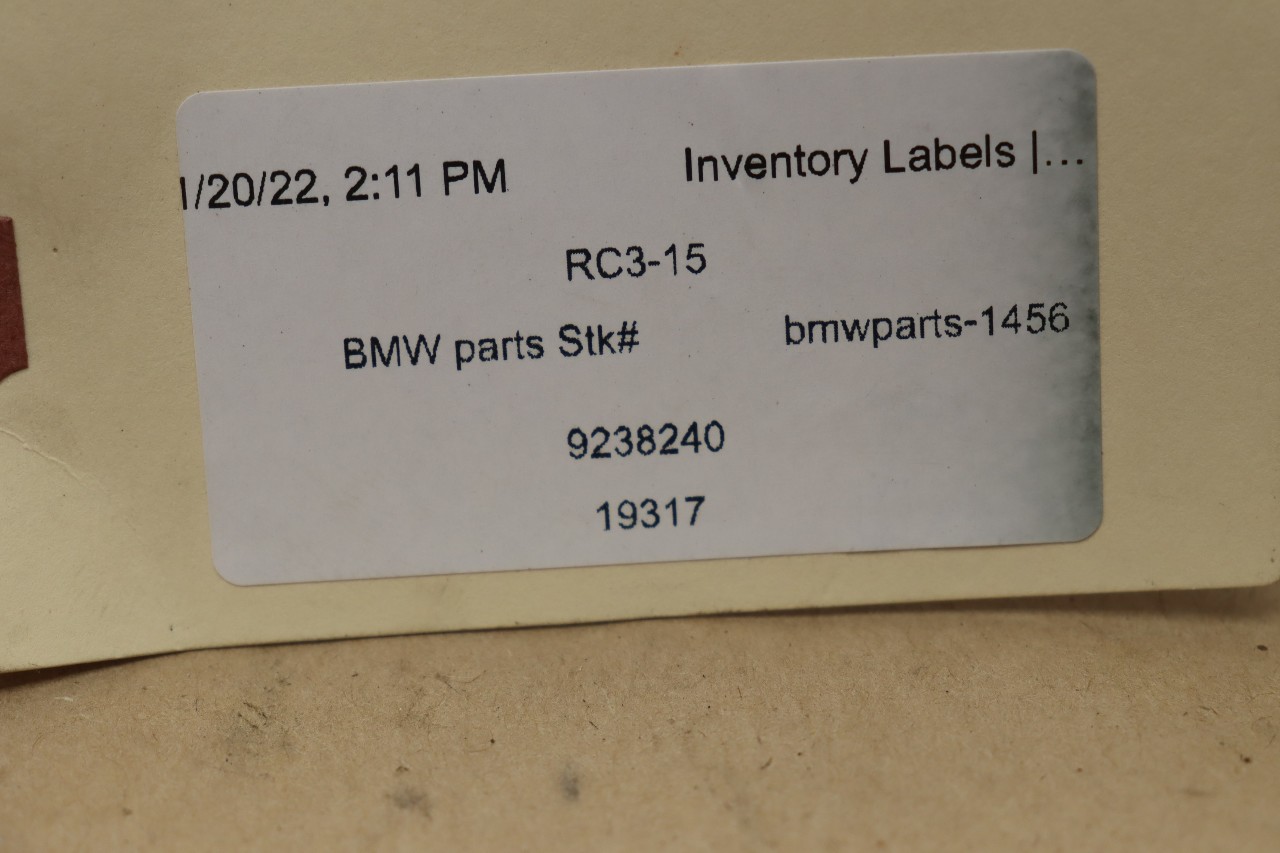 1/20/22, 2:11 PM Inventory Labels |...
RC3-15
BMW parts Stk# bmwparts-1456
9238240
19317